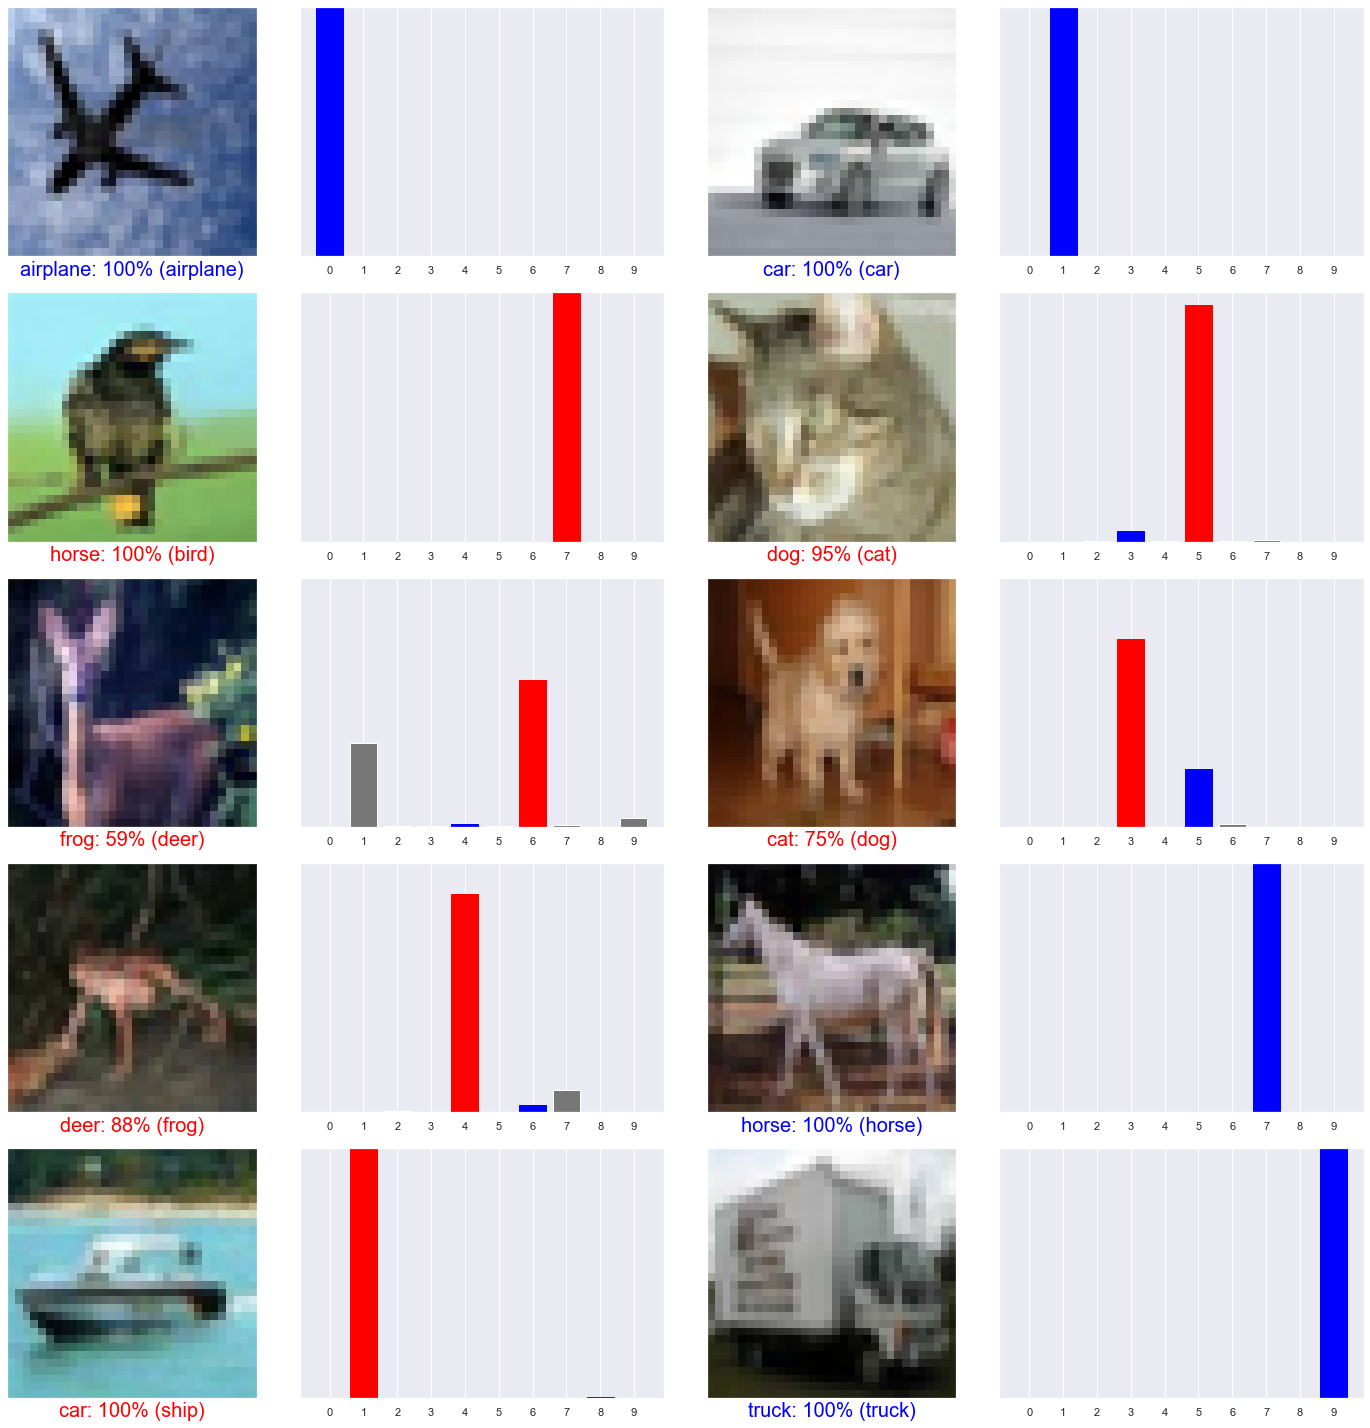 0 1 2 3 4 5 6 7 8 9
airplane: 100% (airplane)
0 1 2 3 4 5 6 7 8 9
car: 100% (car)
0 1 2 3 4 5 6 7 8 9
horse: 100% (bird)
0 1 2 3 4 5 6 7 8 9
dog: 95% (cat)
0 1 2 3 4 5 6 7 8 9
frog: 59% (deer)
0 1 2 3 4 5 6 7 8 9
cat: 75% (dog)
0 1 2 3 4 5 6 7 8 9
deer: 88% (frog)
0 1 2 3 4 5 6 7 8 9
horse: 100% (horse)
0 1 2 3 4 5 6 7 8 9
car: 100% (ship)
0 1 2 3 4 5 6 7 8 9
truck: 100% (truck)